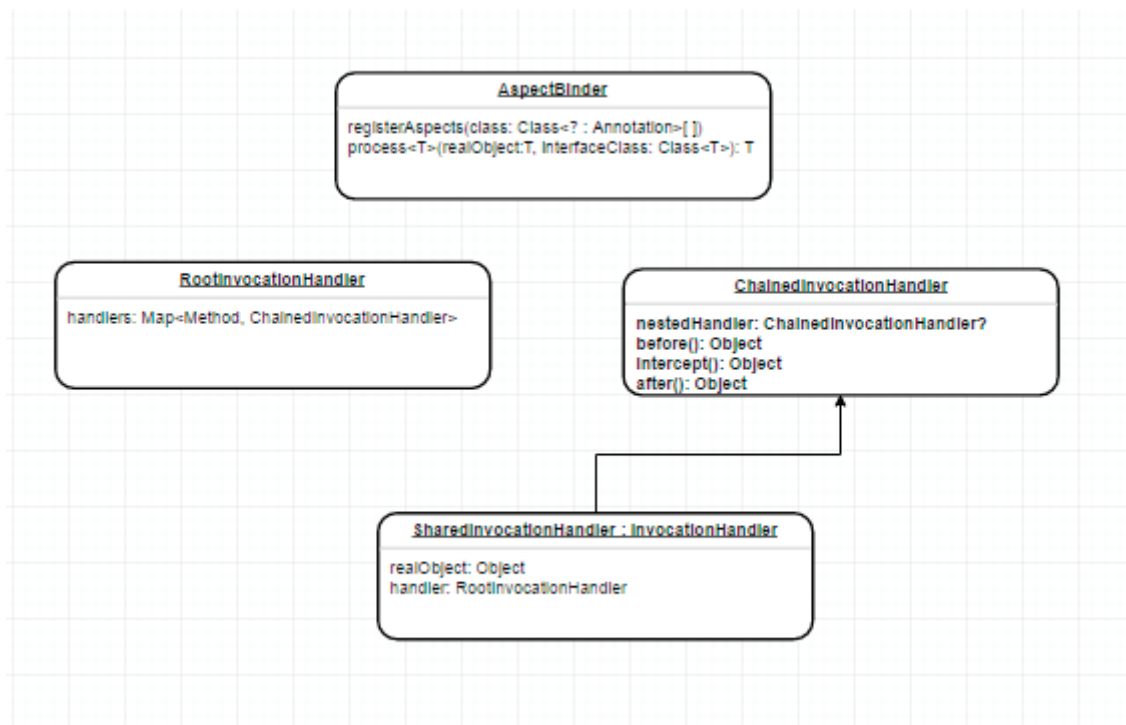 AspectBinder
registerAspects(class: Class<? : Annotation>[ ])
process<T>(realObject:T, interfaceClass: Class<T>): T
RootInvocationHandler
handlers: Map<Method, ChainedInvocationHandler>
ChainedInvocationHandler
nestedHandler: ChainedInvocationHandler?
before(): Object
intercept(): Object
after(): Object
SharedInvocationHandler : InvocationHandler
realObject: Object
handler: RootInvocationHandler